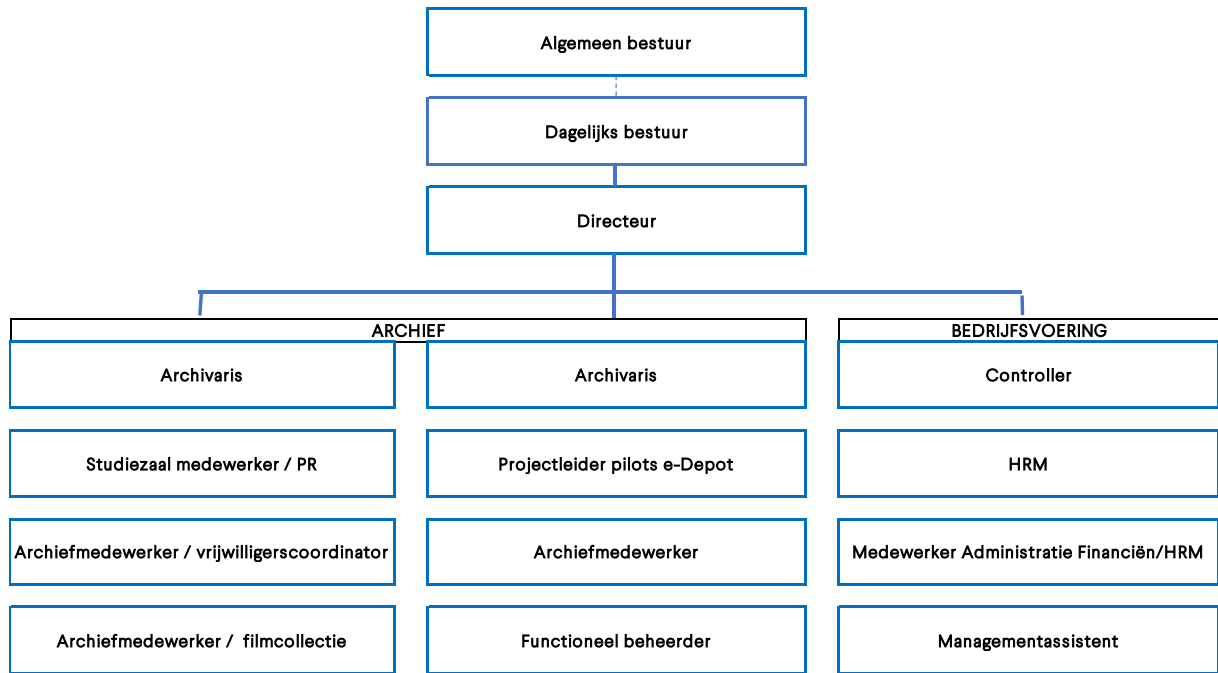 Algemeen bestuur
Dagelijks bestuur
Directeur
ARCHIEF
BEDRIJFSVOERING
Archivaris
Archivaris
Controller
Studiezaal medewerker / PR
Projectleider pilots e-Depot
HRM
Archiefmedewerker / vrijwilligerscoordinator
Archiefmedewerker
Medewerker Administratie Financiën/HRM
Archiefmedewerker / filmcollectie
Functioneel beheerder
Managementassistent